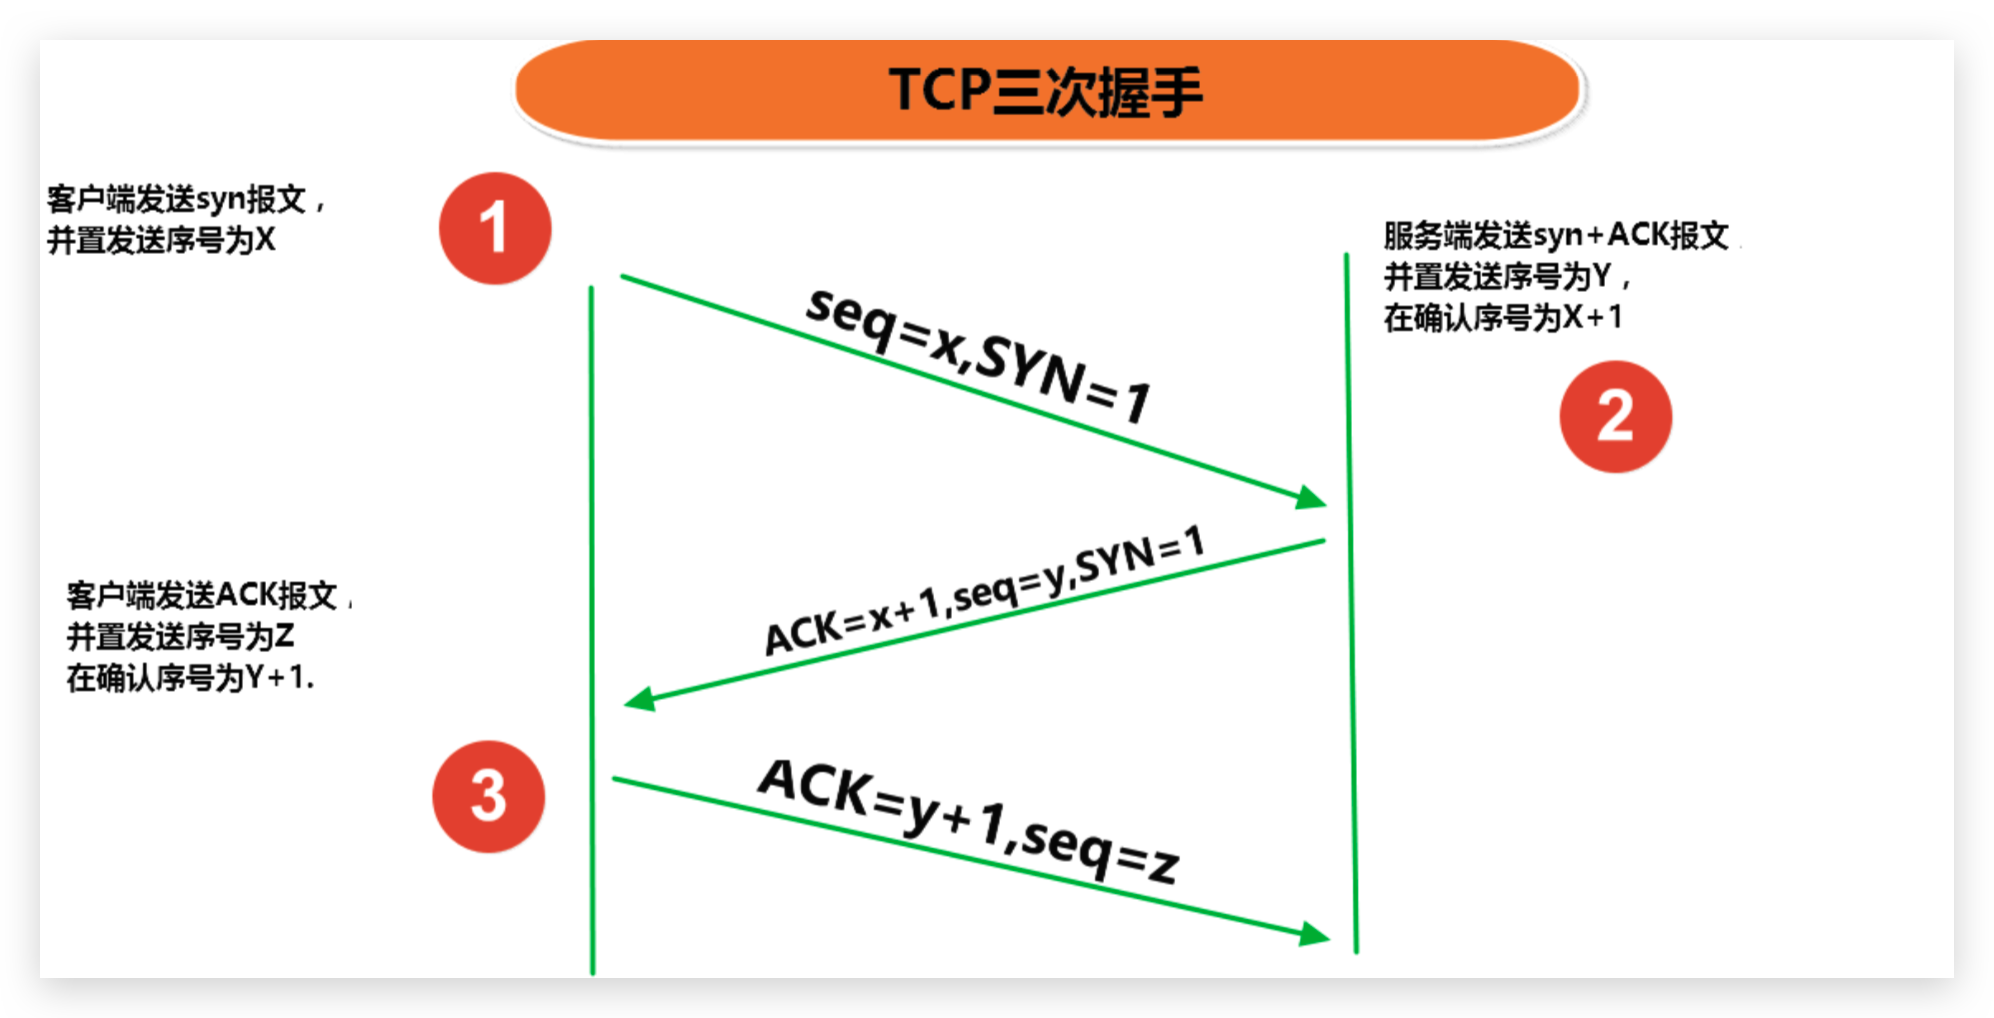 TCP三次握手
客户端发送syn报文，
并置发送序号为X
1
服务端发送syn+ACK报文
并置发送序号为Y，
在确认序号为X+1
2
seq=x,SYN=1
ACK=x+1,seq=y,SYN=1
客户端发送ACK报文，
并置发送序号为Z
在确认序号为Y+1.
3
ACK=y+1,seq=z